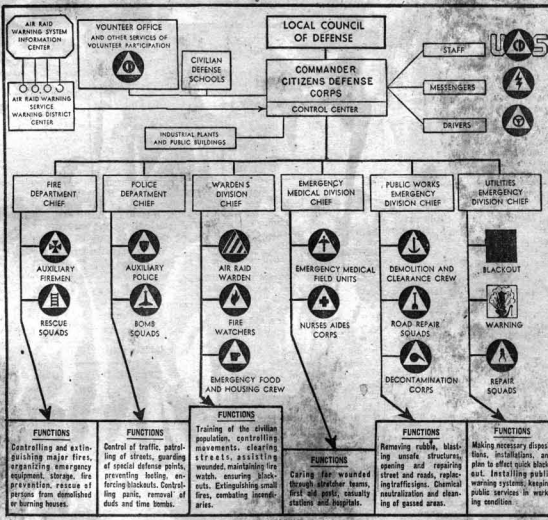 AIR RAID
WARNING SYSTEM
INFORMATION
CENTER
AIR RAID WARNING
SERVICE
WARNING DISTRICT
CENTER
VOLUNTEER OFFICE
AND OTHER SERVICES OF
VOLUNTEER PARTICIPATION
CD
CIVILIAN
DEFENSE
SCHOOLS
LOCAL COUNCIL
OF DEFENSE
COMMANDER
CITIZENS DEFENSE
CORPS
CONTROL CENTER
INDUSTRIAL PLANTS
AND PUBLIC BUILDINGS
STAFF
U CD S
MESSENGERS
DRIVERS
FIRE
DEPARTMENT
CHIEF
POLICE
DEPARTMENT
CHIEF
WARDENS
DIVISION
CHIEF
EMERGENCY
MEDICAL DIVISION
CHIEF
PUBLIC WORKS
EMERGENCY
DIVISION CHIEF
UTILITIES
EMERGENCY
DIVISION CHIEF
AUXILIARY
FIREMEN
RESCUE
SQUADS
AUXILIARY
POLICE
BOMB
SQUADS
AIR RAID
WARDEN
FIRE
WATCHERS
EMERGENCY FOOD
AND HOUSING CREW
EMERGENCY MEDICAL
FIELD UNITS
NURSES AIDES
CORPS
DEMOLITION AND
CLEARANCE CREW
ROAD REPAIR
SQUADS
DECONTAMINATION
CORPS
BLACKOUT
WARNING
REPAIR
SQUADS
FUNCTIONS
Controlling and extin-
guishing major fires,
organizing emergency
equipment, storage, fire
prevention, rescue of
persons from demolished
or burning houses.
FUNCTIONS
Control of traffic, patrol-
ling of streets, guarding
of special defense points,
preventing looting, en-
forcing blackouts. Control-
ling panic, removal of
duds and time bombs.
FUNCTIONS
Training of the civilian
population, controlling
movements, clearing
streets, assisting
wounded, maintaining fire
watch, ensuring black-
outs. Extinguishing small
fires, combating incendi-
aries.
FUNCTIONS
Caring for wounded
through stretcher teams,
first aid posts, casualty
stations and hospitals.
FUNCTIONS
Removing rubble, blast-
ing unsafe structures,
opening and repairing
street and roads, replac-
ing traffic signs. Chemical
neutralization and clean-
ing of gassed areas.
FUNCTIONS
Making necessary disposi-
tions, installations, an
plan to effect quick black-
out. Installing public
warning systems, keeping
public services in work-
ing condition.